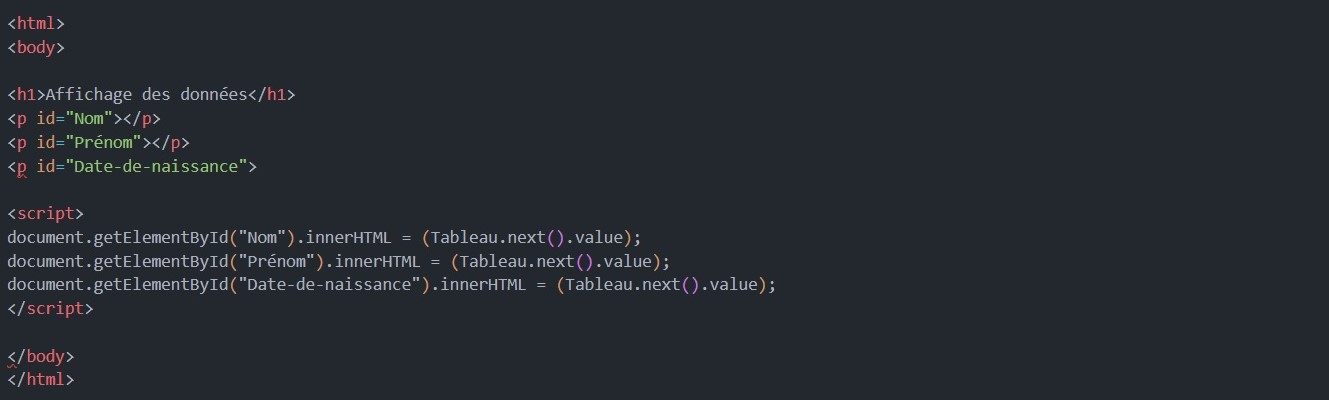 <html>
<body>
<h1>Affichage des données</h1>
<p id="Nom"></p>
<p id="Prénom"></p>
<p id="Date-de-naissance">
<script>
document.getElementById("Nom").innerHTML = (Tableau.next().value);
document.getElementById("Prénom").innerHTML = (Tableau.next().value);
document.getElementById("Date-de-naissance").innerHTML = (Tableau.next().value);
</script>
</body>
</html>